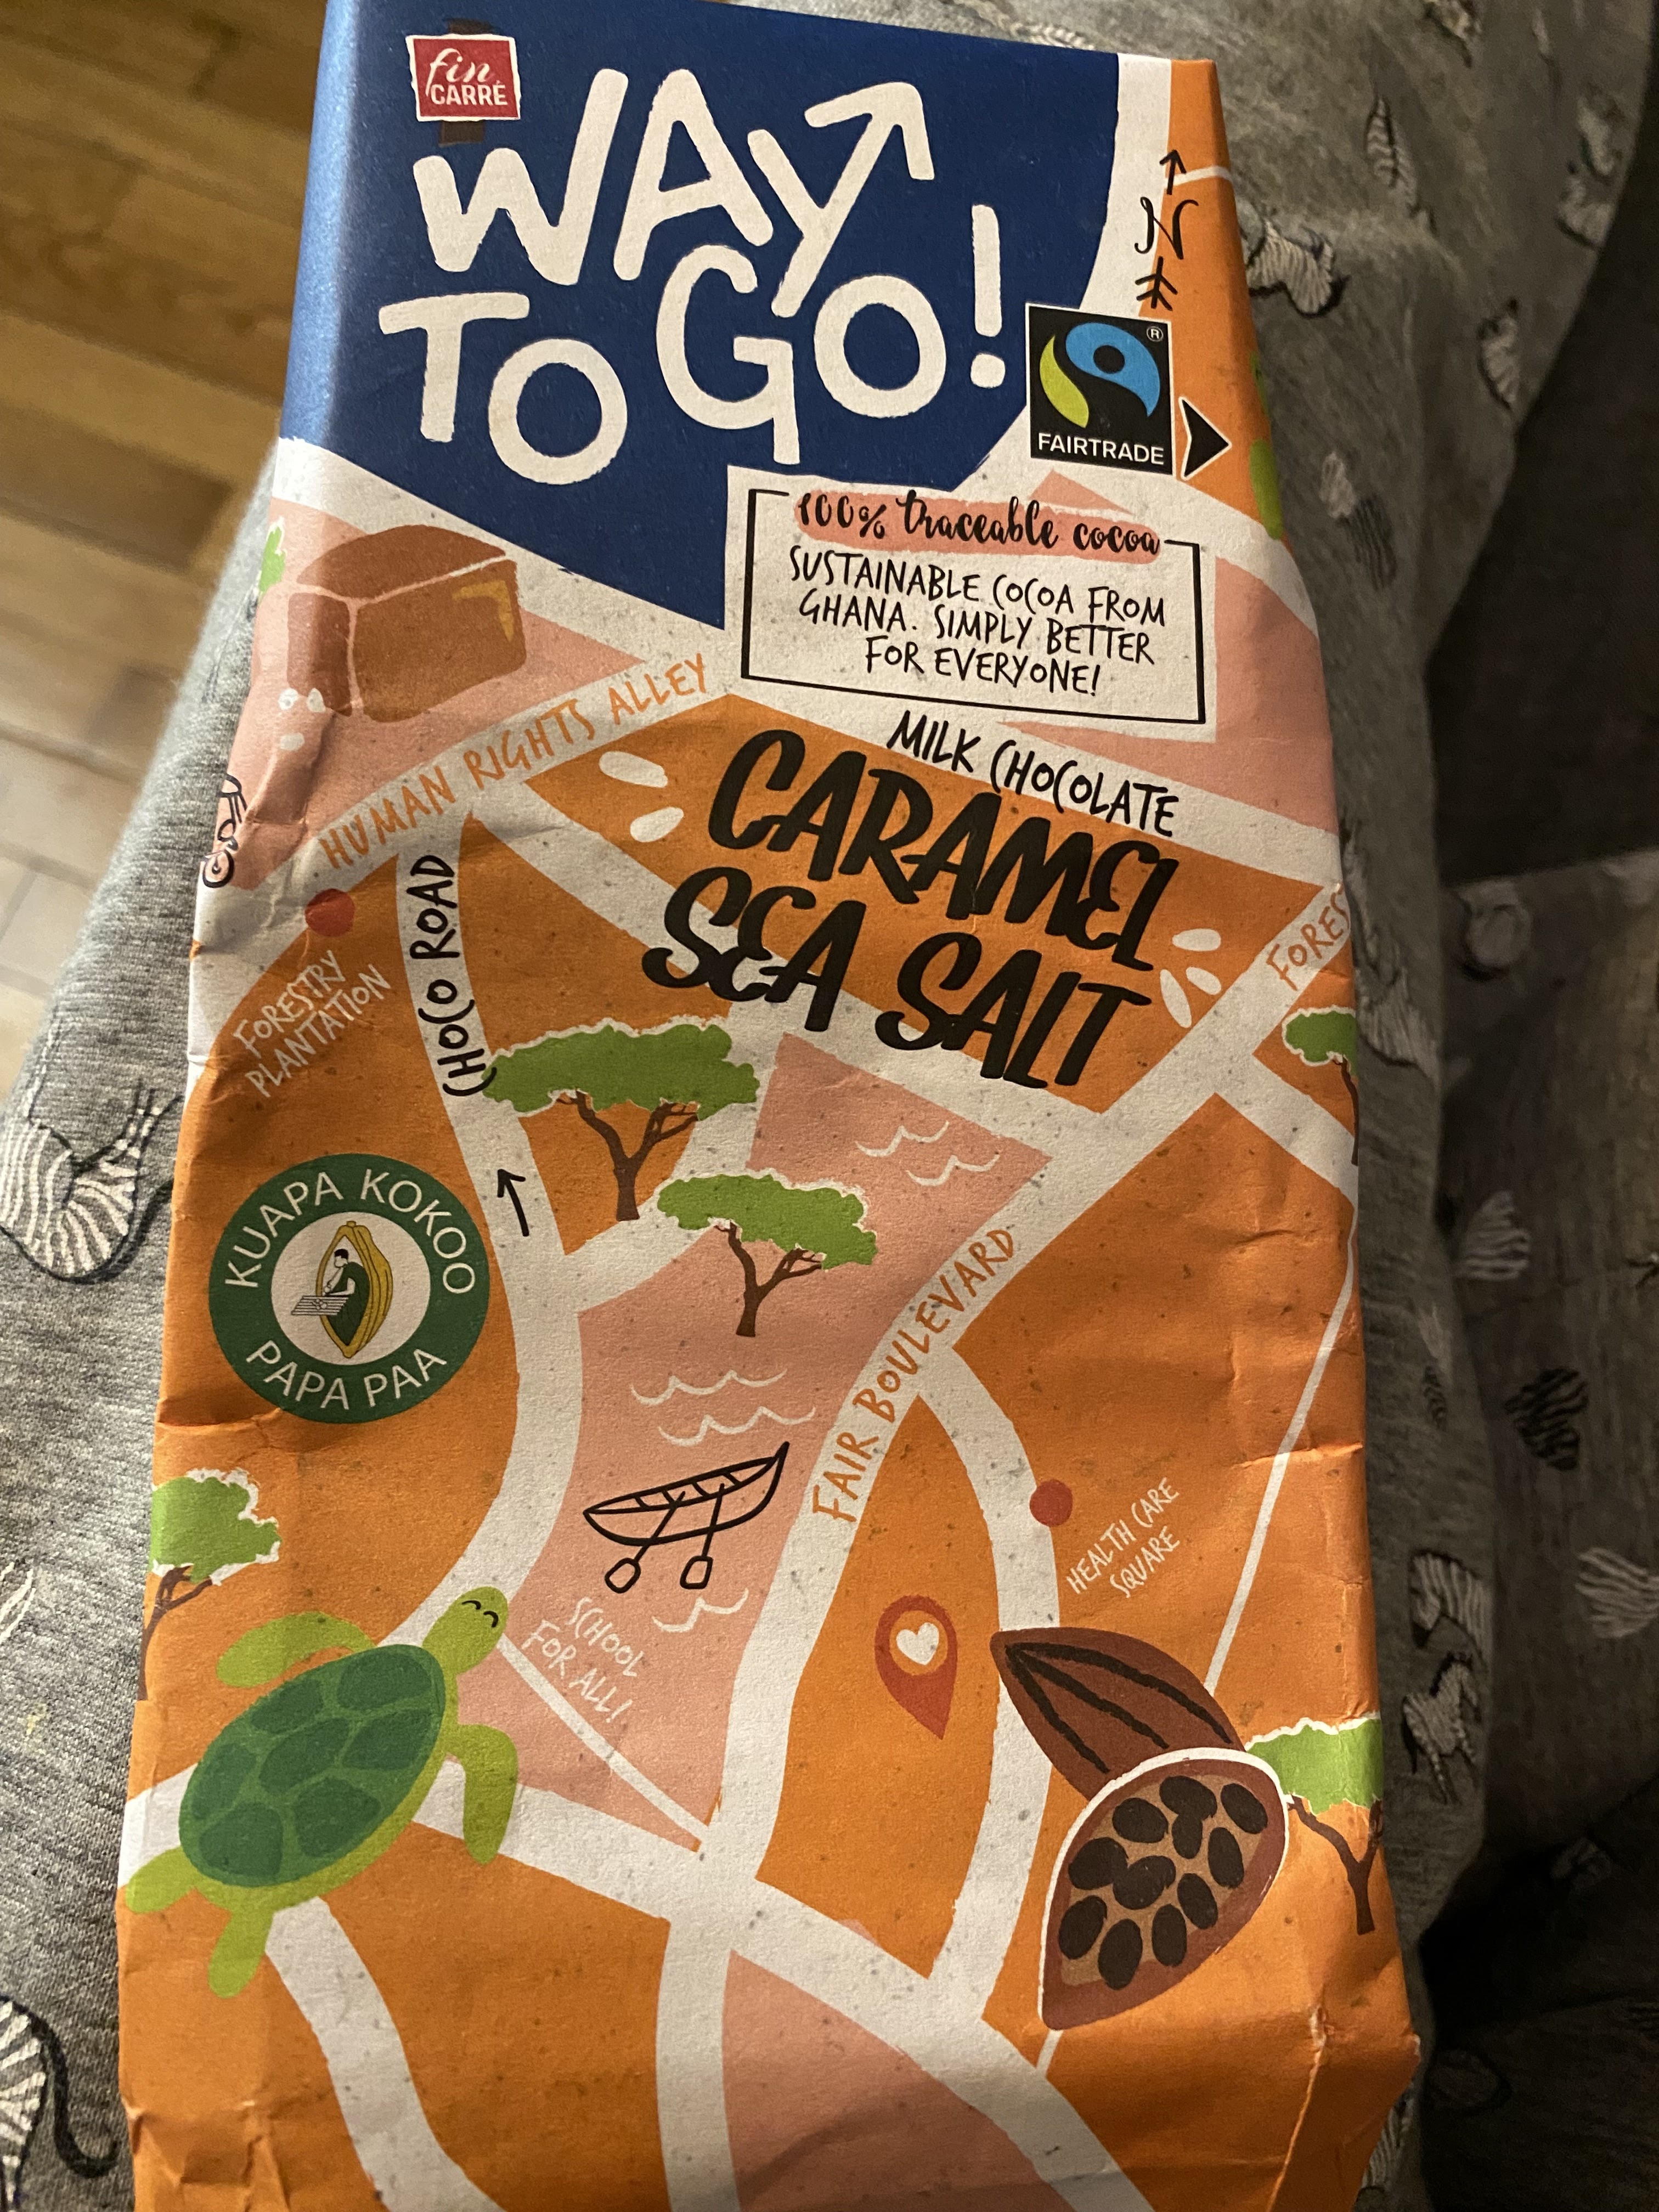 fin
CARRÉ
WAY
TO GO!
N
®
FAIRTRADE
100% traceable cocoa
SUSTAINABLE COCOA FROM
GHANA. SIMPLY BETTER
FOR EVERYONE!
MILK CHOCOLATE
CARAMEL
SEA SALT
HUMAN RIGHTS ALLEY
CHOCO ROAD
FORESTRY
PLANTATION
KUAPA KOKOO
PAPA PAA
FAIR BOULEVARD
HEALTH CARE
SQUARE
SCHOOL
FOR ALL!